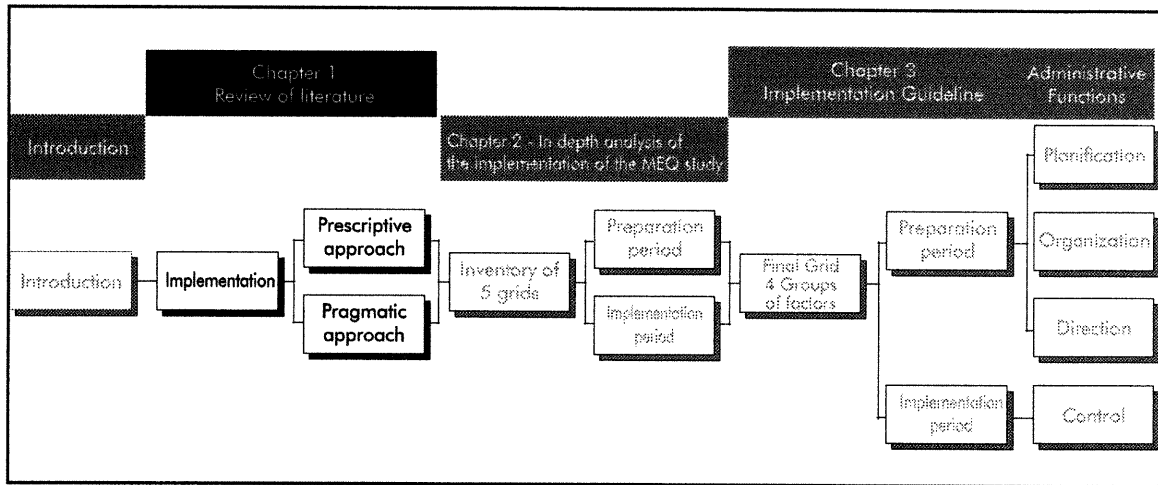 Chapter 1
Review of literature
Chapter 3
Implementation Guideline
Administrative
Functions
Introduction
Chapter 2 - In depth analysis of
the implementation of the MEQ study
Planification
Prescriptive
approach
Preparation
period
Preparation
period
Organization
Introduction
Implementation
Inventory of
5 grids
Final Grid
4 Groups
of factors
Pragmatic
approach
Implementation
period
Direction
Implementation
period
Control